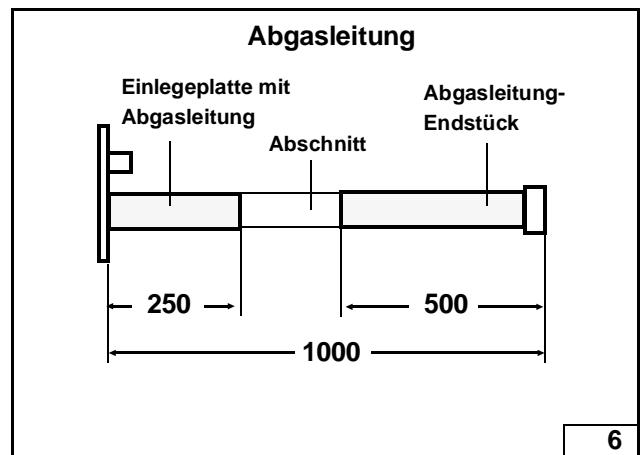 Abgasleitung
Einlegeplatte mit
Abgasleitung
Abschnitt
Abgasleitung-
Endstück
250
500
1000
6